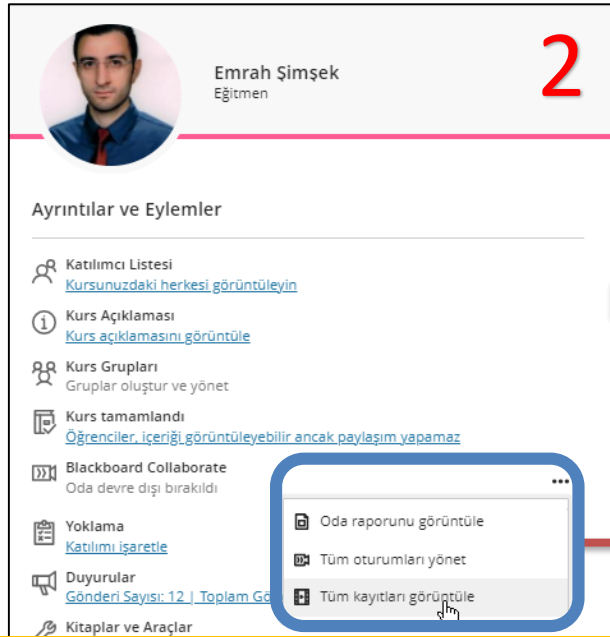 Emrah Şimşek
Eğitmen
2
Ayrıntılar ve Eylemler
Katılımcı Listesi
Kursunuzdaki herkesi görüntüleyin
Kurs Açıklaması
Kurs açıklamasını görüntüle
Kurs Grupları
Gruplar oluştur ve yönet
Kurs tamamlandı
Öğrenciler, içeriği görüntüleyebilir ancak paylaşım yapamaz
Blackboard Collaborate
Oda devre dışı bırakıldı
Oda raporunu görüntüle
Tüm oturumları yönet
Tüm kayıtları görüntüle
Yoklama
Katılımı işaretle
Duyurular
Gönderi Sayısı: 12 | Toplam
Kitaplar ve Araçlar